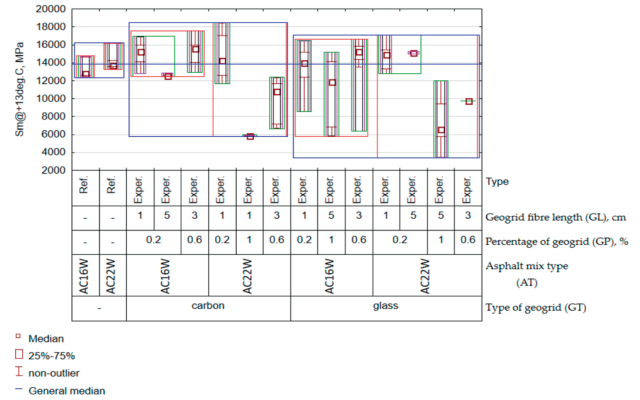 Sm@+13deg.C, MPa
20000
18000
16000
14000
12000
10000
8000
6000
4000
2000
Ref. Ref. Exper. Exper. Exper. Exper. Exper. Exper. Exper. Exper. Exper. Exper. Exper. Exper. Exper. Type
- - 1 5 3 1 1 3 1 5 3 1 5 5 3 Geogrid fibre length (GL), cm
- - 0.2 0.6 0.2 1 0.6 0.2 1 0.6 0.2 1 0.6 Percentage of geogrid (GP), %
AC16W AC22W AC16W AC22W AC16W AC22W Asphalt mix type
(AT)
- carbon glass Type of geogrid (GT)
Median
25%-75%
non-outlier
General median